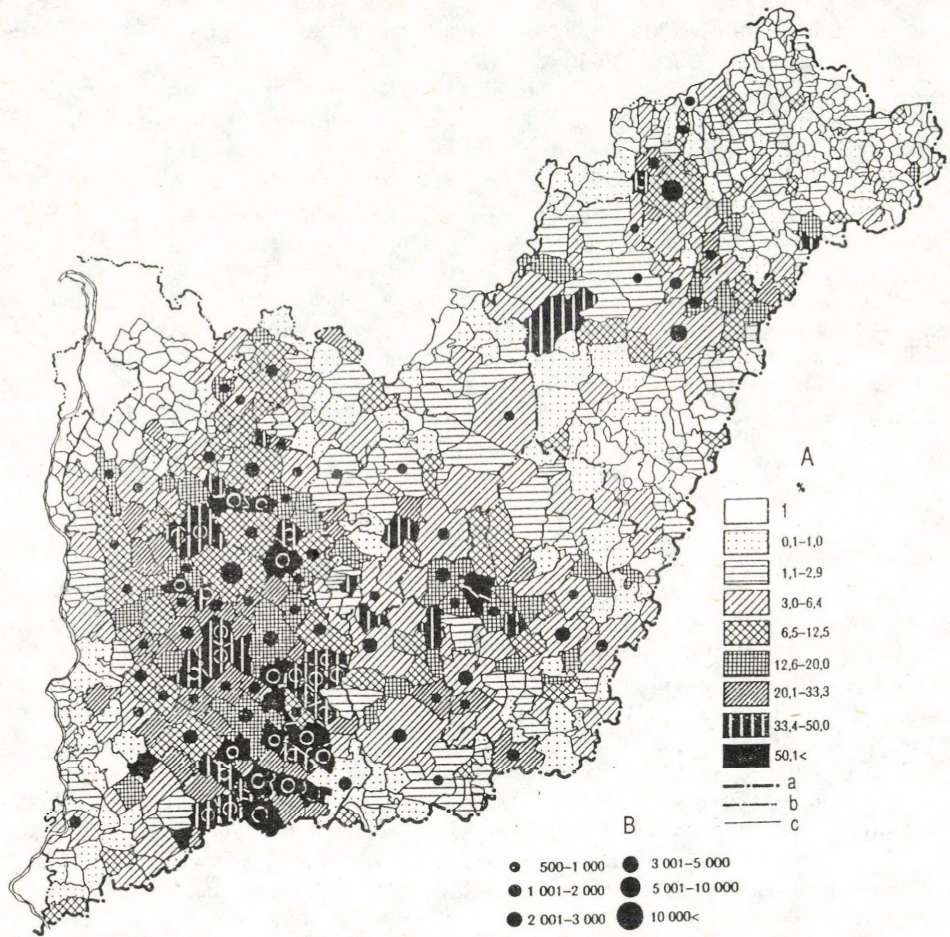 A
%
1
0,1–1,0
1,1–2,9
3,0–6,4
6,5–12,5
12,6–20,0
20,1–33,3
33,4–50,0
50,1<
a
b
c
B
500–1 000
1 001–2 000
2 001–3 000
3 001–5 000
5 001–10 000
10 000<